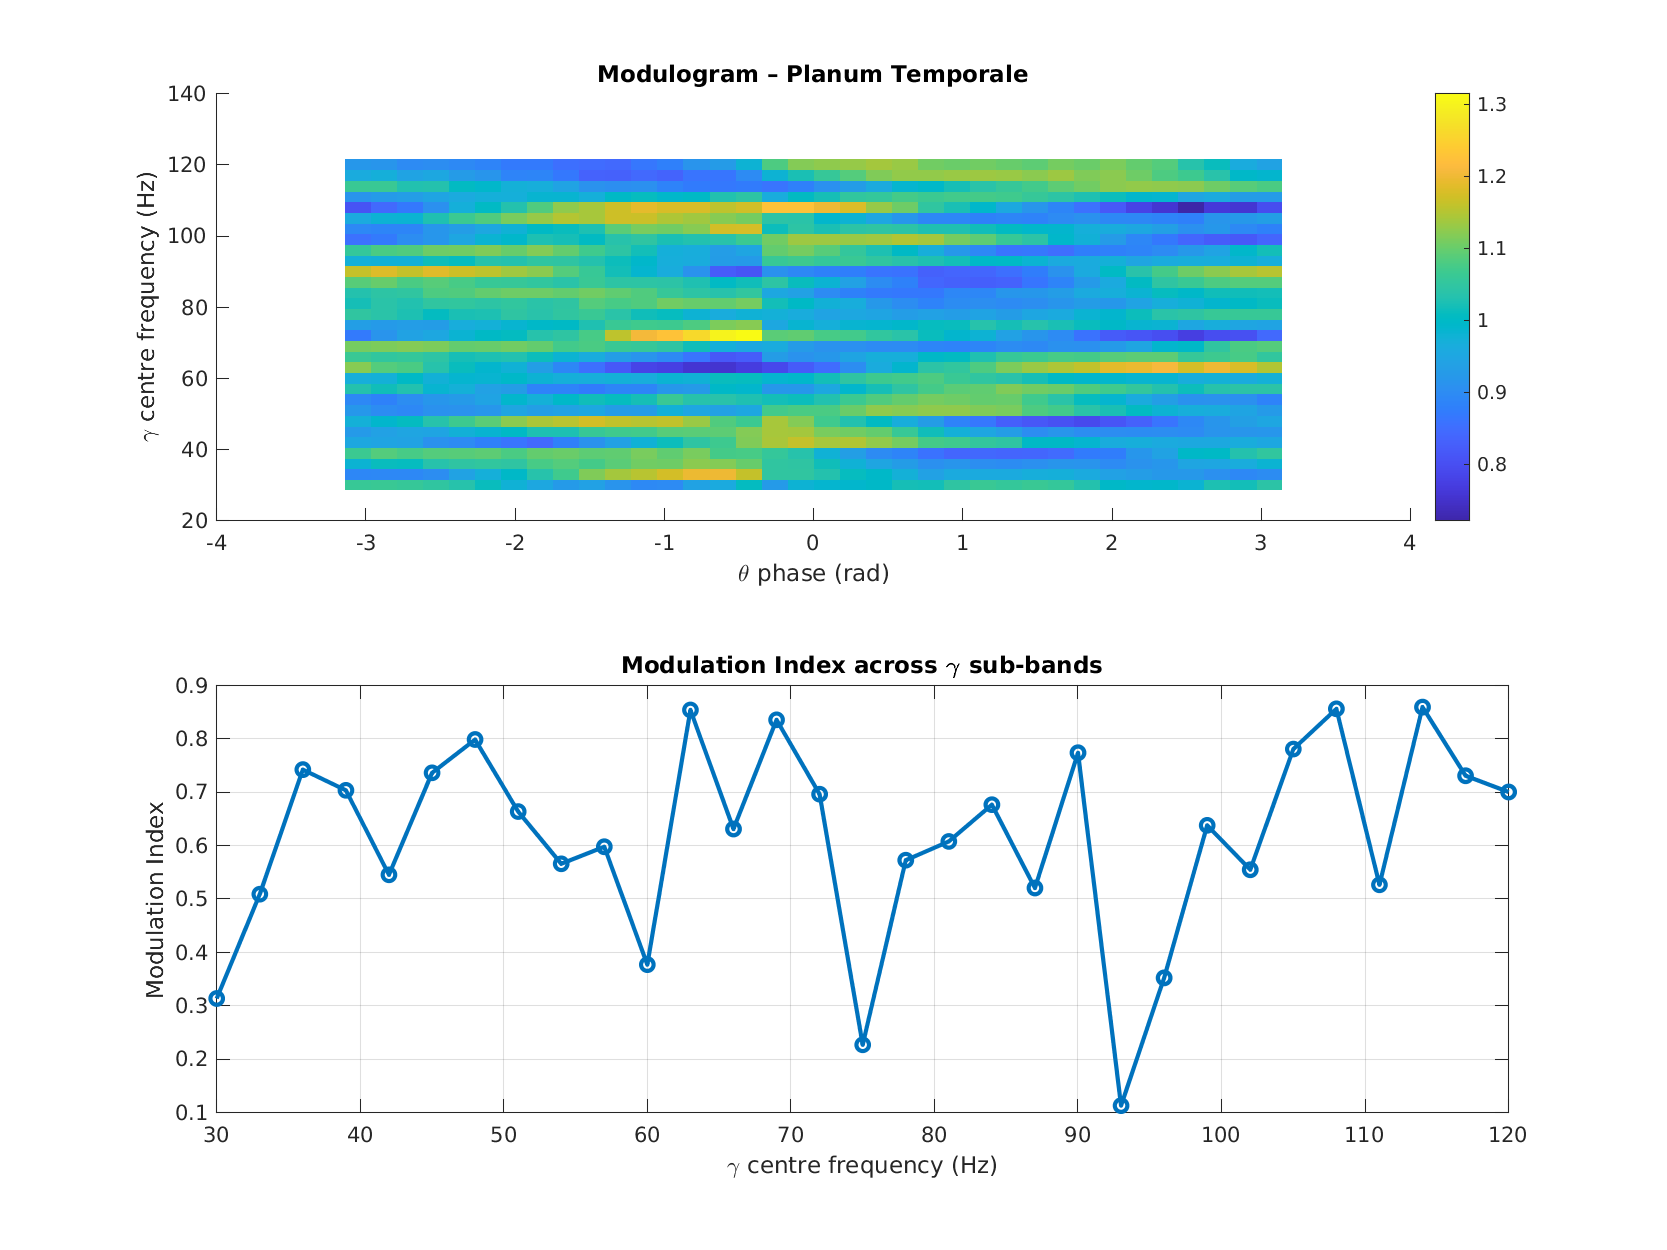 Modulogram – Planum Temporale
140
120
100
80
60
40
20
γ centre frequency (Hz)
-4 -3 -2 -1 0 1 2 3 4
θ phase (rad)
1.3
1.2
1.1
1
0.9
0.8
Modulation Index across γ sub-bands
0.9
0.8
0.7
0.6
0.5
0.4
0.3
0.2
0.1
Modulation Index
30 40 50 60 70 80 90 100 110 120
γ centre frequency (Hz)